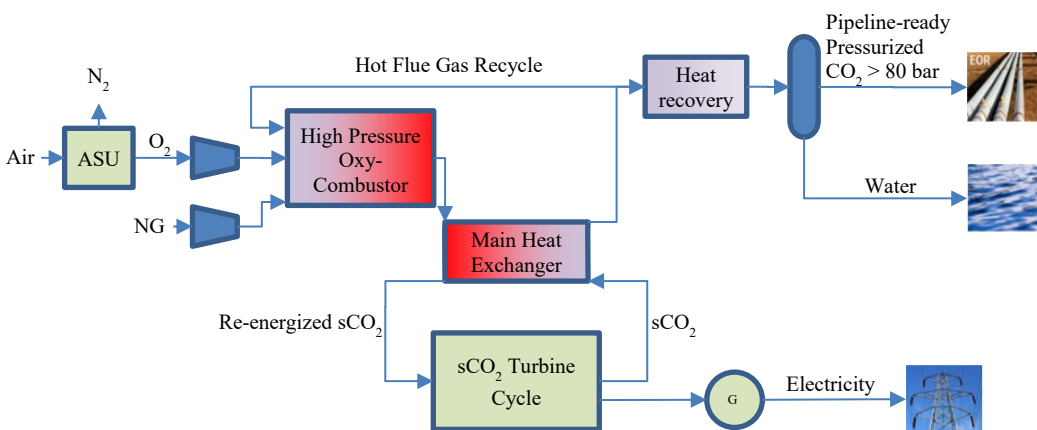 Pipeline-ready
Pressurized
CO2 > 80 bar
EOR
N2
Hot Flue Gas Recycle
Heat
recovery
Air
ASU
O2
High Pressure
Oxy-
Combustor
Water
NG
Main Heat
Exchanger
Re-energized sCO2
sCO2
sCO2 Turbine
Cycle
G
Electricity